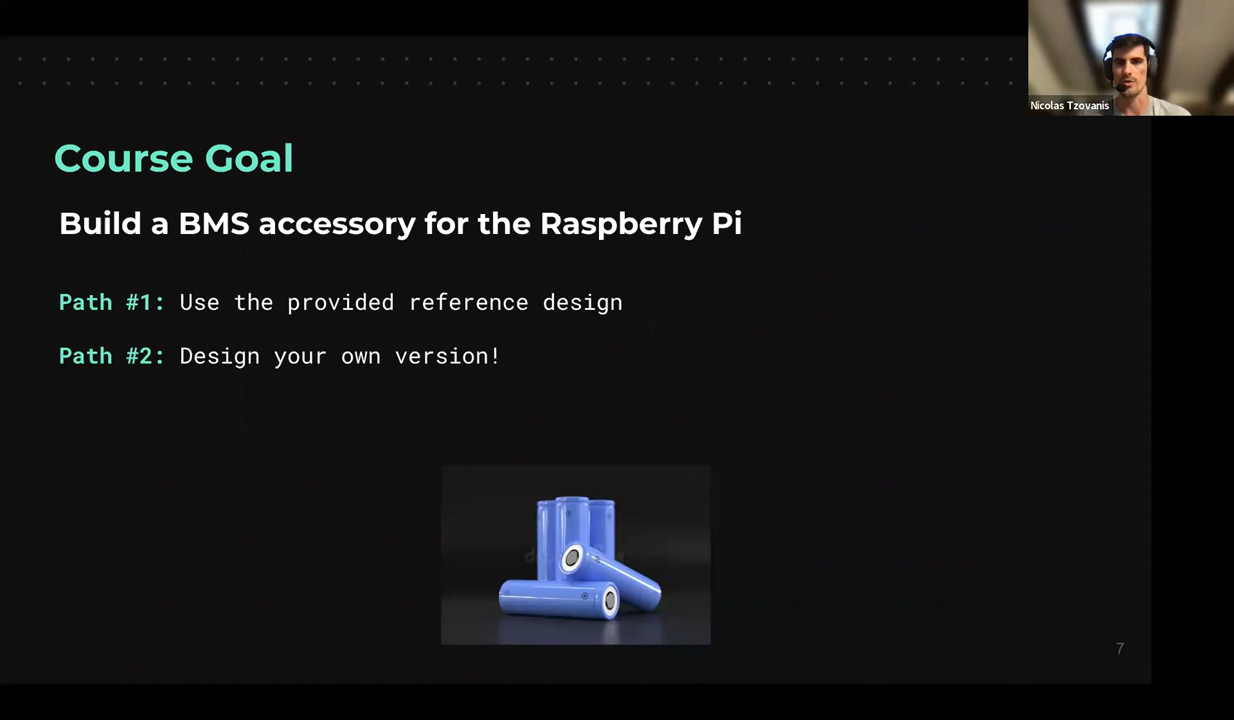 Nicolas Tzovanis
Course Goal
Build a BMS accessory for the Raspberry Pi
Path #1: Use the provided reference design
Path #2: Design your own version!
7